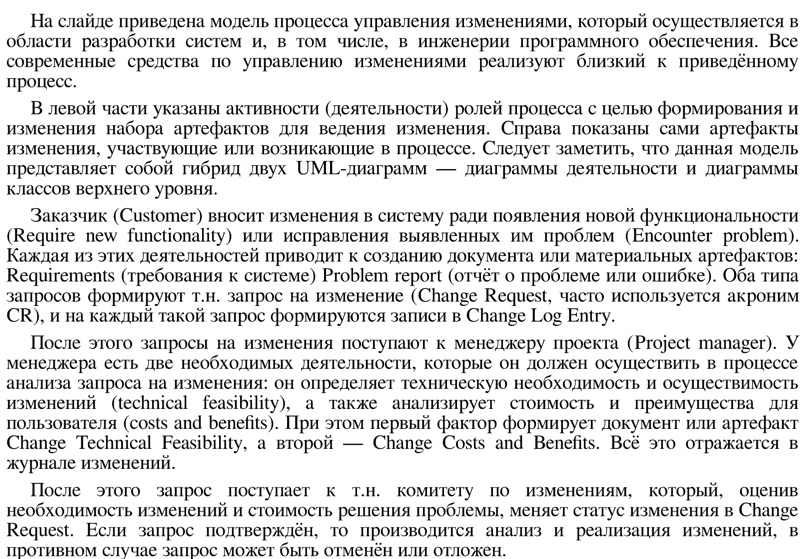 На слайде приведена модель процесса управления изменениями, который осуществляется в
области разработки систем и, в том числе, в инженерии программного обеспечения. Все
современные средства по управлению изменениями реализуют близкий к приведённому
процесс.
В левой части указаны активности (деятельности) ролей процесса с целью формирования и
изменения набора артефактов для ведения изменения. Справа показаны сами артефакты
изменения, участвующие или возникающие в процессе. Следует заметить, что данная модель
представляет собой гибрид двух UML-диаграмм — диаграммы деятельности и диаграммы
классов верхнего уровня.
Заказчик (Customer) вносит изменения в систему ради появления новой функциональности
(Require new functionality) или исправления выявленных им проблем (Encounter problem).
Каждая из этих деятельностей приводит к созданию документа или материальных артефактов:
Requirements (требования к системе) Problem report (отчёт о проблеме или ошибке). Оба типа
запросов формируют т.н. запрос на изменение (Change Request, часто используется акроним
CR), и на каждый такой запрос формируются записи в Change Log Entry.
После этого запросы на изменения поступают к менеджеру проекта (Project manager). У
менеджера есть две необходимых деятельности, которые он должен осуществить в процессе
анализа запроса на изменения: он определяет техническую необходимость и осуществимость
изменений (technical feasibility), а также анализирует стоимость и преимущества для
пользователя (costs and benefits). При этом первый фактор формирует документ или артефакт
Change Technical Feasibility, а второй — Change Costs and Benefits. Всё это отражается в
журнале изменений.
После этого запрос поступает к т.н. комитету по изменениям, который, оценив
необходимость изменений и стоимость решения проблемы, меняет статус изменения в Change
Request. Если запрос подтверждён, то производится анализ и реализация изменений, в
противном случае запрос может быть отменён или отложен.